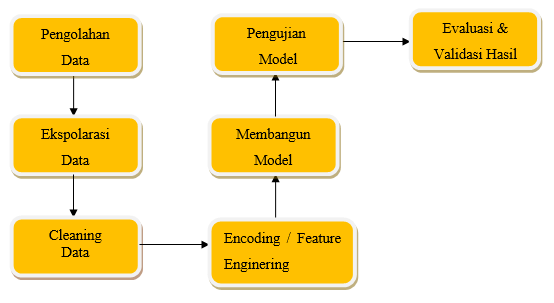 Pengolahan
Data
Ekspolarasi
Data
Cleaning
Data
Encoding / Feature
Enginering
Membangun
Model
Pengujian
Model
Evaluasi &
Validasi Hasil